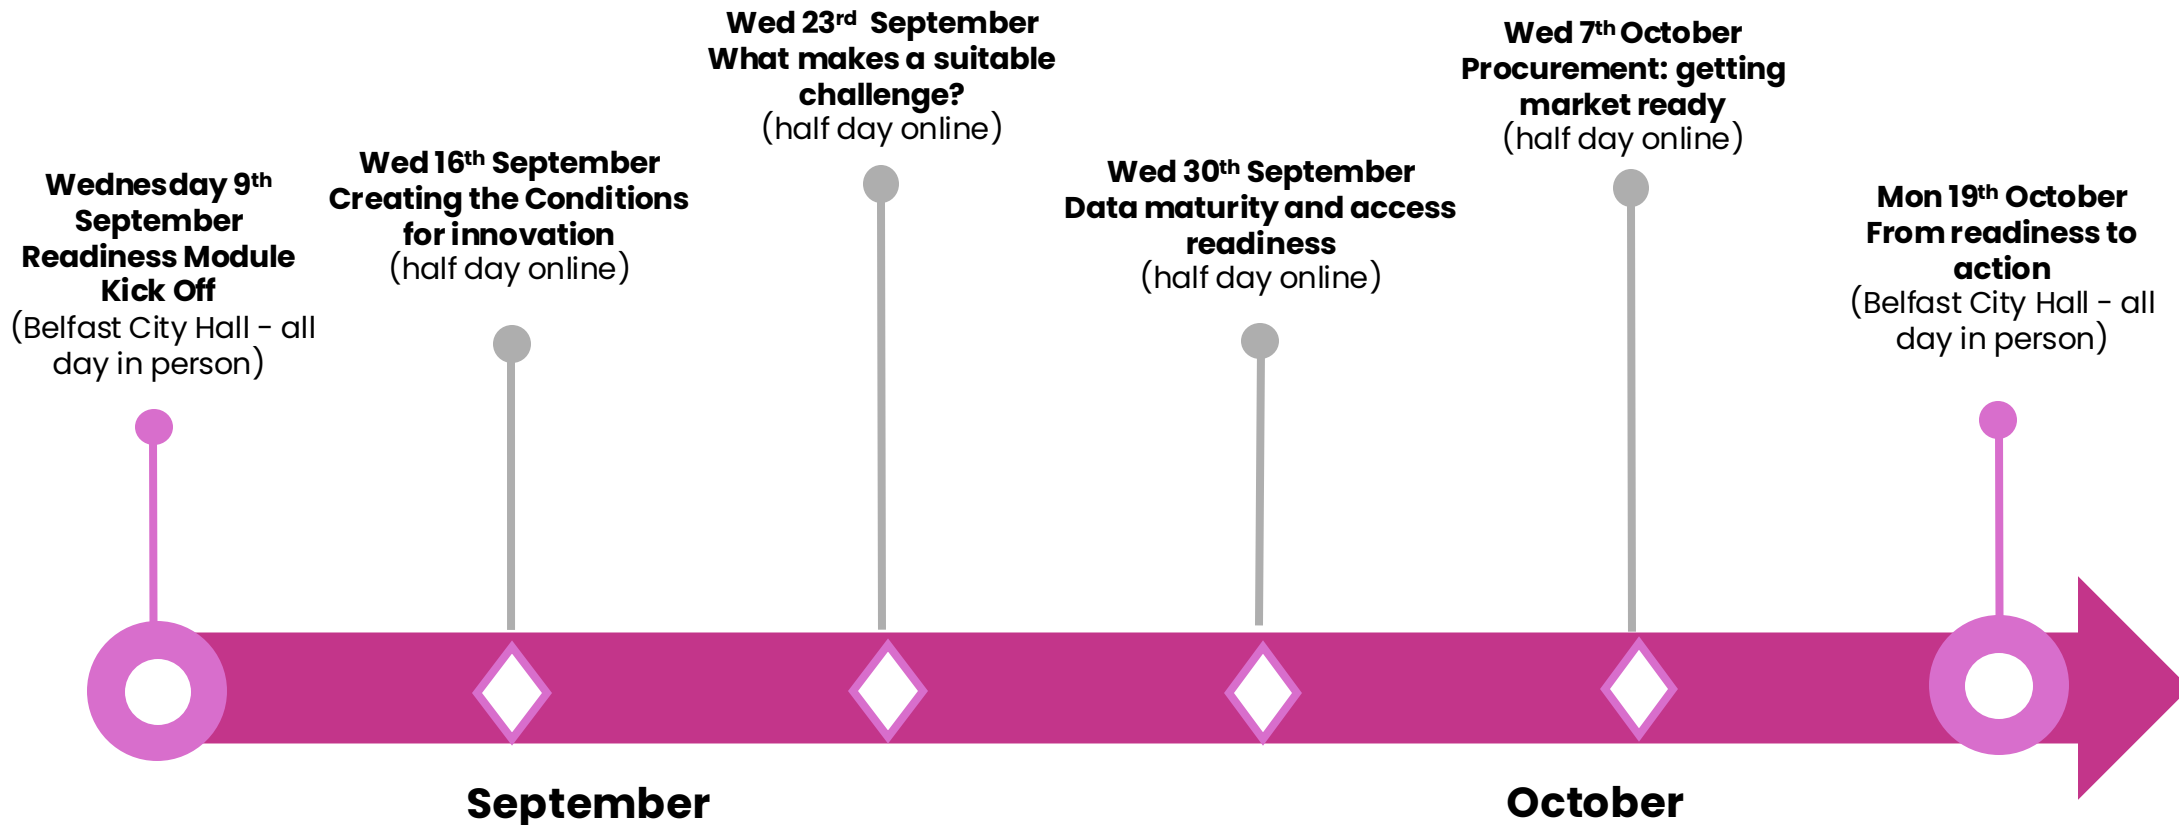 Wednesday 9th
September
Readiness Module
Kick Off
(Belfast City Hall - all
day in person)
Wed 16th September
Creating the Conditions
for innovation
(half day online)
Wed 23rd September
What makes a suitable
challenge?
(half day online)
Wed 30th September
Data maturity and access
readiness
(half day online)
Wed 7th October
Procurement: getting
market ready
(half day online)
Mon 19th October
From readiness to
action
(Belfast City Hall - all
day in person)
September
October